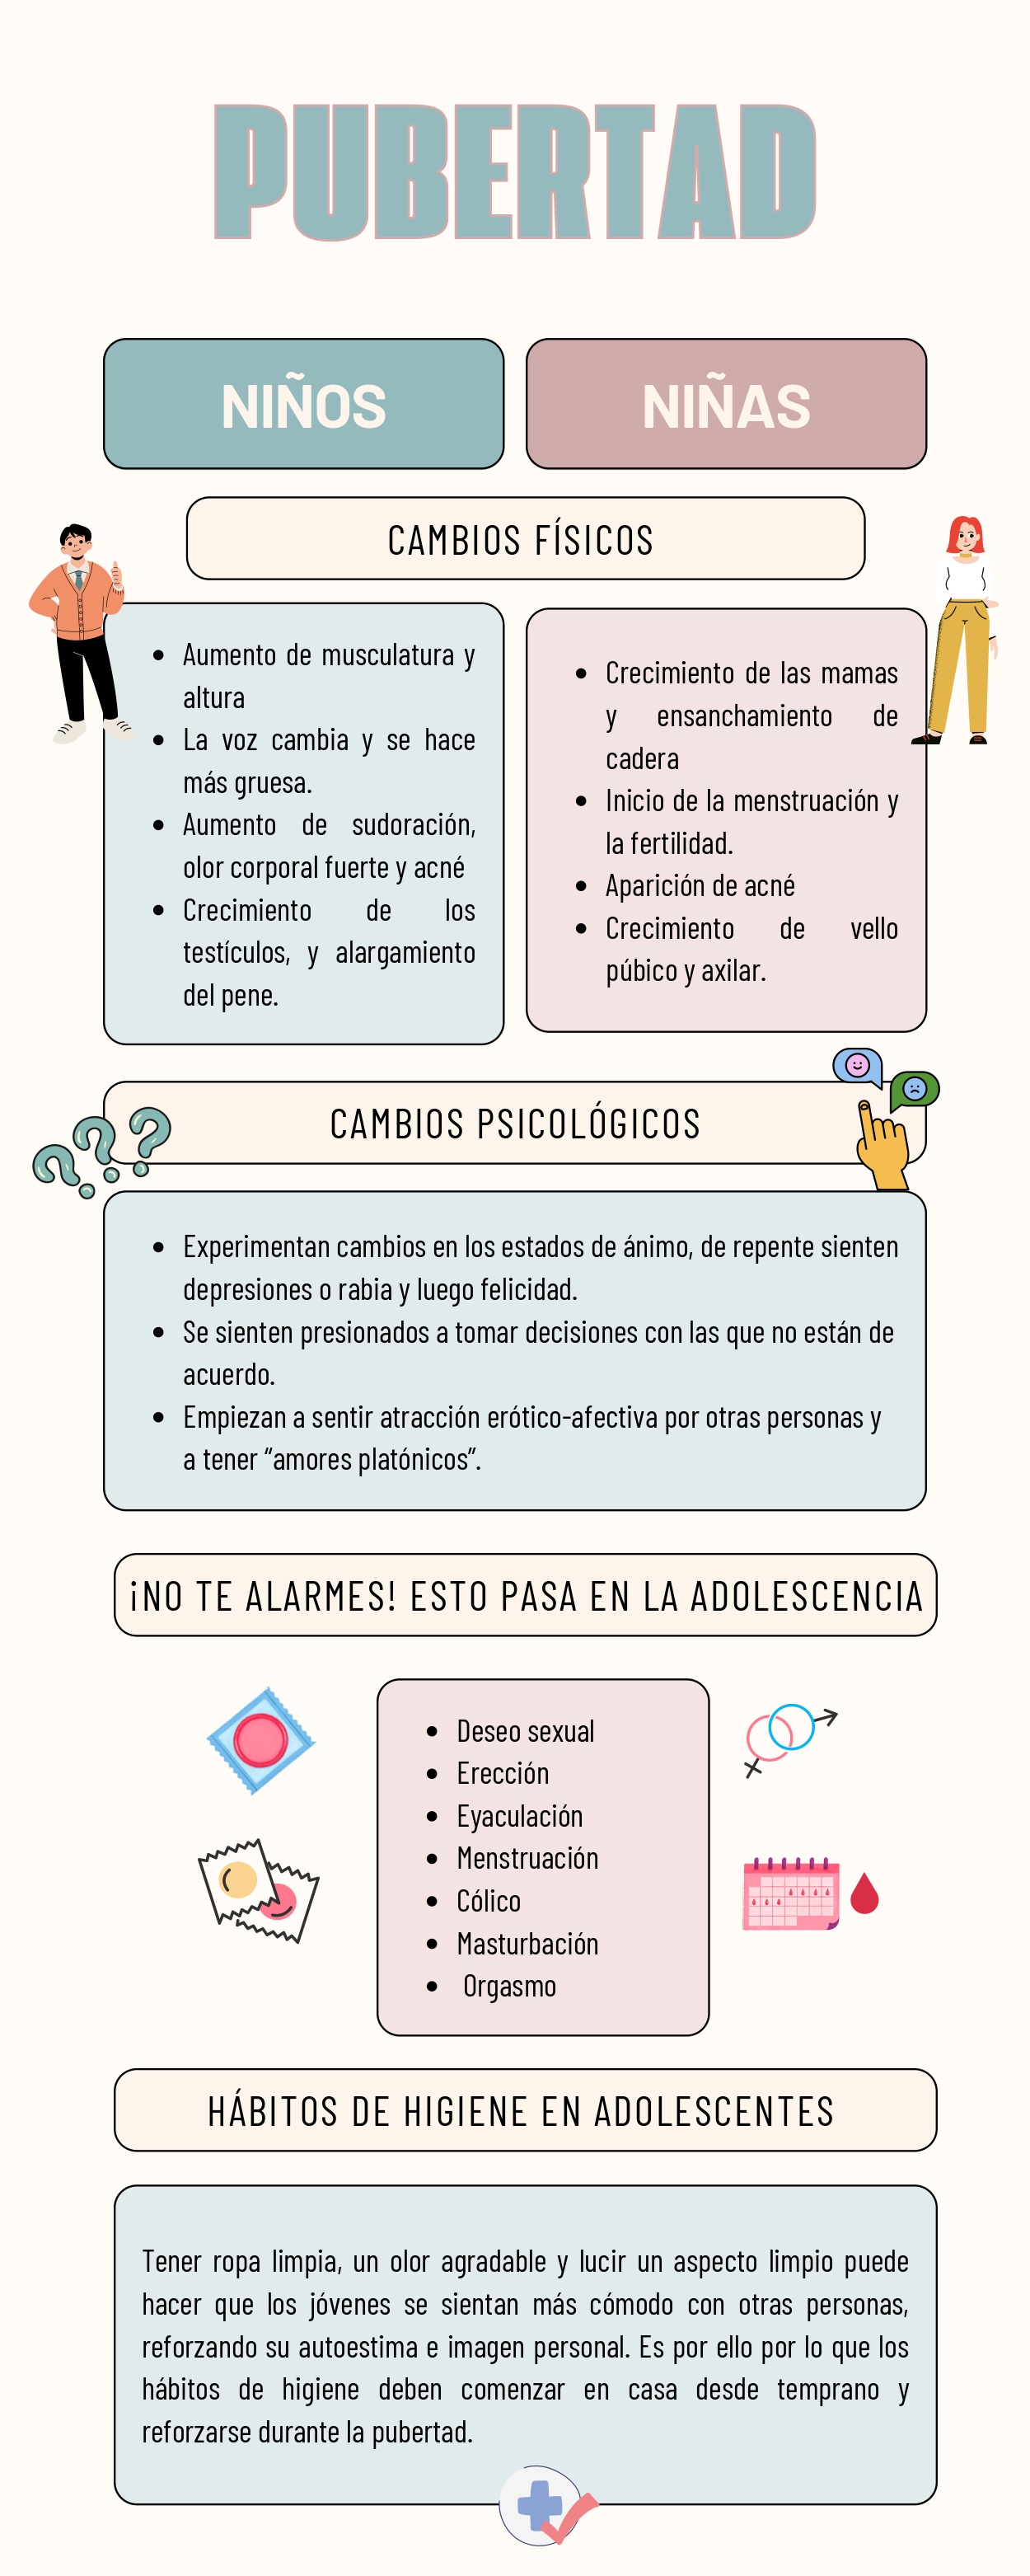 PUBERTAD
NIÑOS
NIÑAS
CAMBIOS FÍSICOS
• Aumento de musculatura y
altura
• La voz cambia y se hace
más gruesa.
• Aumento de sudoración,
olor corporal fuerte y acné
• Crecimiento de los
testículos, y alargamiento
del pene.
• Crecimiento de las mamas
y ensanchamiento de
cadera
• Inicio de la menstruación y
la fertilidad.
• Aparición de acné
• Crecimiento de vello
púbico y axilar.
CAMBIOS PSICOLÓGICOS
???
• Experimentan cambios en los estados de ánimo, de repente sienten
depresiones o rabia y luego felicidad.
• Se sienten presionados a tomar decisiones con las que no están de
acuerdo.
• Empiezan a sentir atracción erótico-afectiva por otras personas y
a tener “amores platónicos”.
¡NO TE ALARMES! ESTO PASA EN LA ADOLESCENCIA
• Deseo sexual
• Erección
• Eyaculación
• Menstruación
• Cólico
• Masturbación
• Orgasmo
HÁBITOS DE HIGIENE EN ADOLESCENTES
Tener ropa limpia, un olor agradable y lucir un aspecto limpio puede
hacer que los jóvenes se sientan más cómodo con otras personas,
reforzando su autoestima e imagen personal. Es por ello por lo que los
hábitos de higiene deben comenzar en casa desde temprano y
reforzarse durante la pubertad.